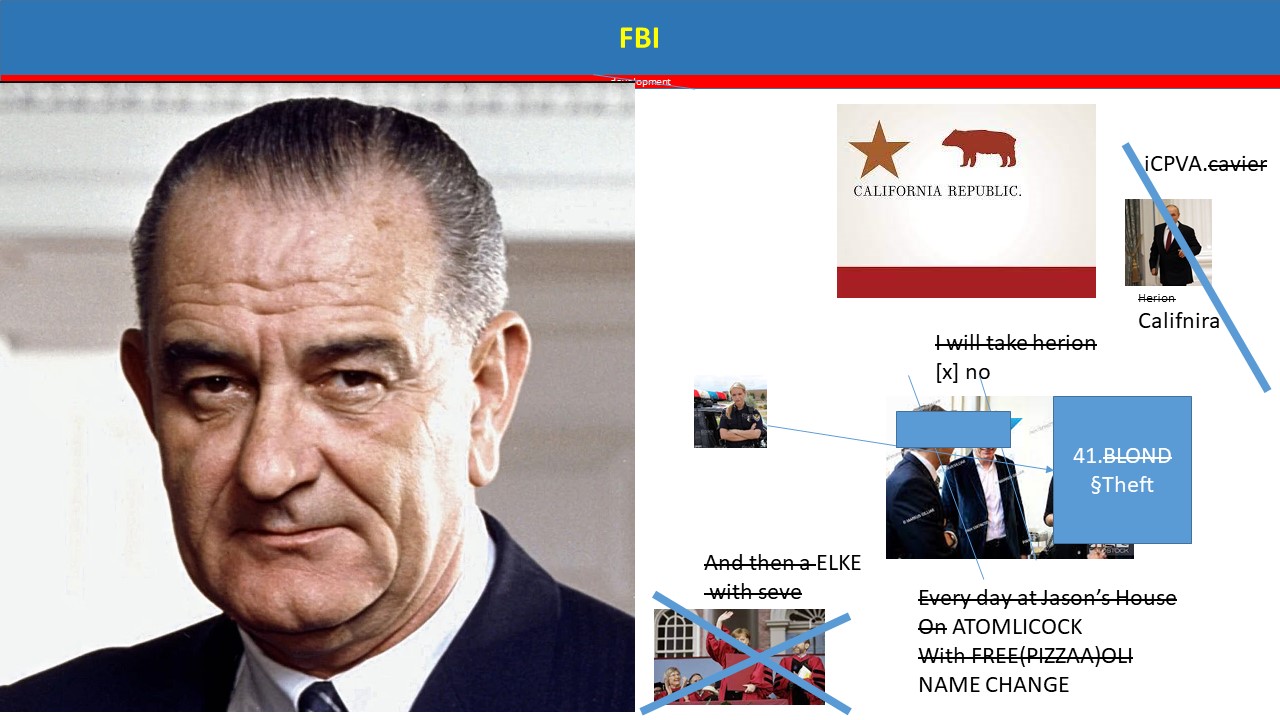 FBI
development
CALIFORNIA REPUBLIC.
iCPVA.cavier
Herion
Califnira
I will take herion
[x] no
41.BLOND
§Theft
And then a ELKE
with seve
Every day at Jason's House
On ATOMLICOCK
With FREE(PIZZAA)OLI
NAME CHANGE